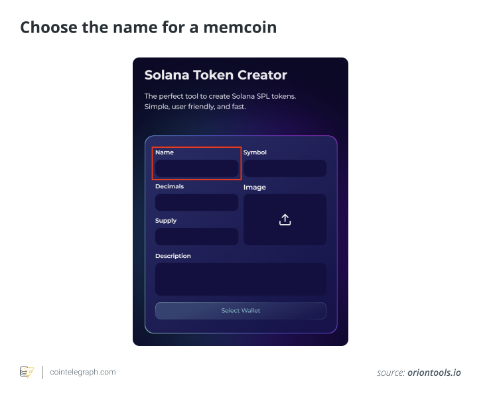 Choose the name for a memcoin
Solana Token Creator
The perfect tool to create Solana SPL tokens.
Simple, user friendly, and fast.
Name
Symbol
Decimals
Image
Supply
Description
Select Wallet
cointelegraph.com
source: oriontools.io